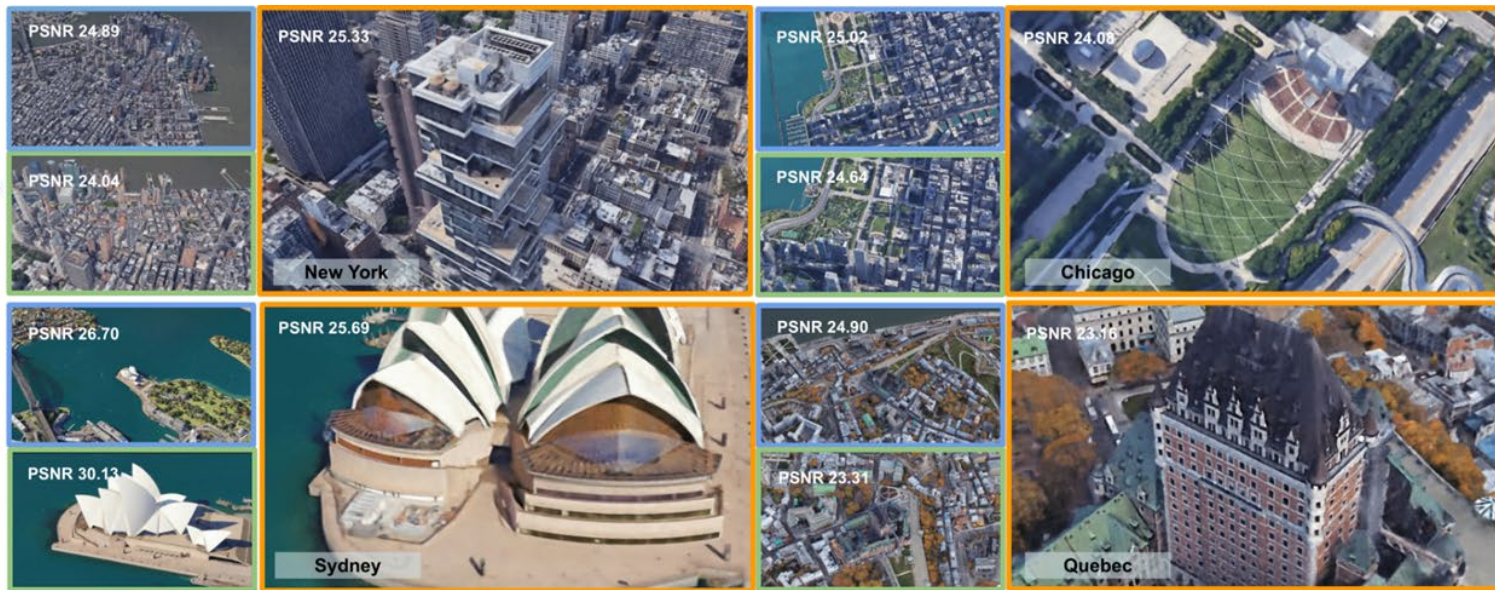 PSNR 24.89
PSNR 25.33
PSNR 25.02
PSNR 24.08
PSNR 24.04
PSNR 24.64
New York
Chicago
PSNR 26.70
PSNR 25.69
PSNR 24.90
PSNR 23.16
PSNR 30.13
PSNR 23.31
Sydney
Quebec